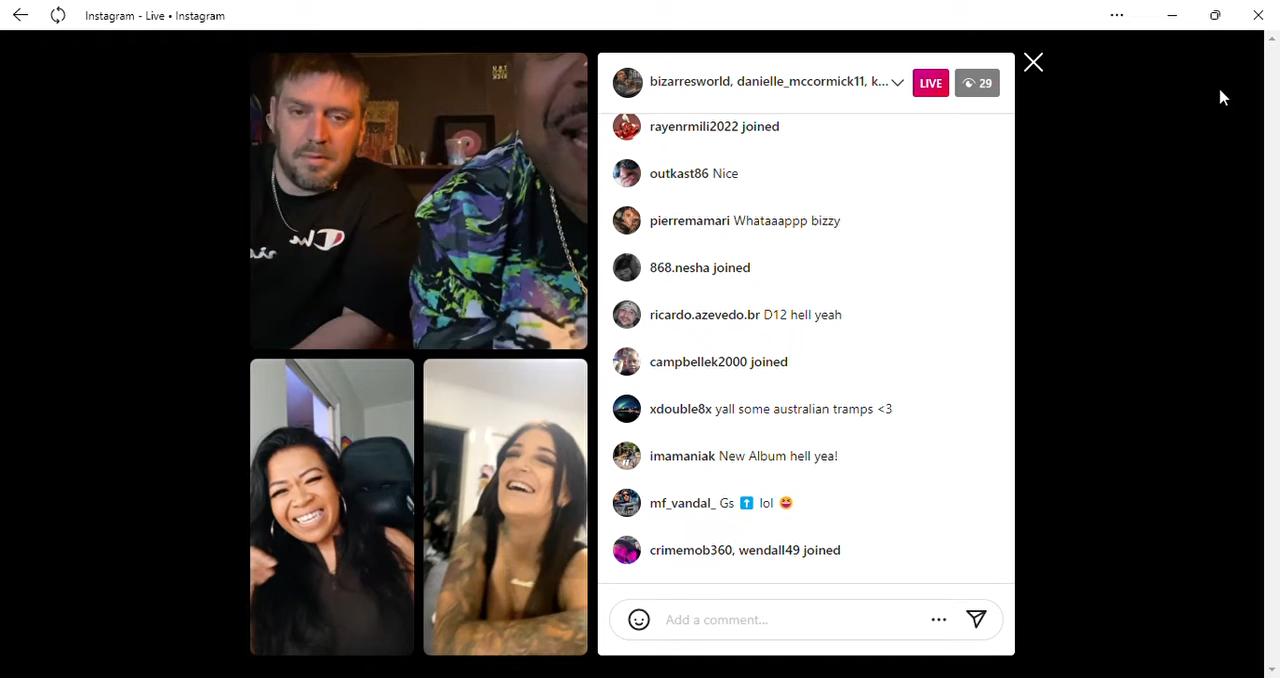 Instagram - Live • Instagram
bizarresworld, danielle_mccormick11, k...
LIVE
29
rayenrmili2022 joined
outkast86 Nice
pierremamari Whataaappp bizzy
868.nesha joined
ricardo.azevedo.br D12 hell yeah
campbellek2000 joined
xdouble8x yall some australian tramps <3
imamaniak New Album hell yea!
mf_vandal_ Gs ⬆️ lol 😆
crimemob360, wendall49 joined
Add a comment...